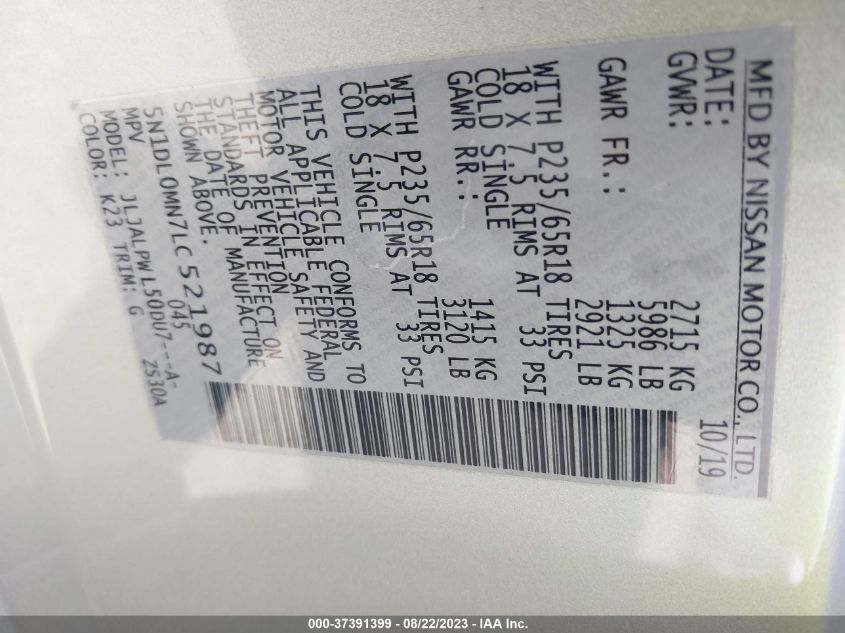 MFD BY NISSAN MOTOR CO., LTD.
DATE: 10/19
GVWR: 2715 KG
5986 LB
GAWR FR.: 1325 KG
2921 LB
WITH P235/65R18 TIRES
18 X 7.5 RIMS AT 33 PSI
COLD SINGLE
GAWR RR.: 1415 KG
3120 LB
WITH P235/65R18 TIRES
18 X 7.5 RIMS AT 33 PSI
COLD SINGLE
THIS VEHICLE CONFORMS TO
ALL APPLICABLE FEDERAL
MOTOR VEHICLE SAFETY AND
THEFT PREVENTION
STANDARDS IN EFFECT ON
THE DATE OF MANUFACTURE
SHOWN ABOVE.
5N1DL0MN7LC521987
MPV 045
MODEL: JLJALPWL50DU7---A-
COLOR: K23 TRIM: G ZS30A
000-37391399 - 08/22/2023 - IAA Inc.